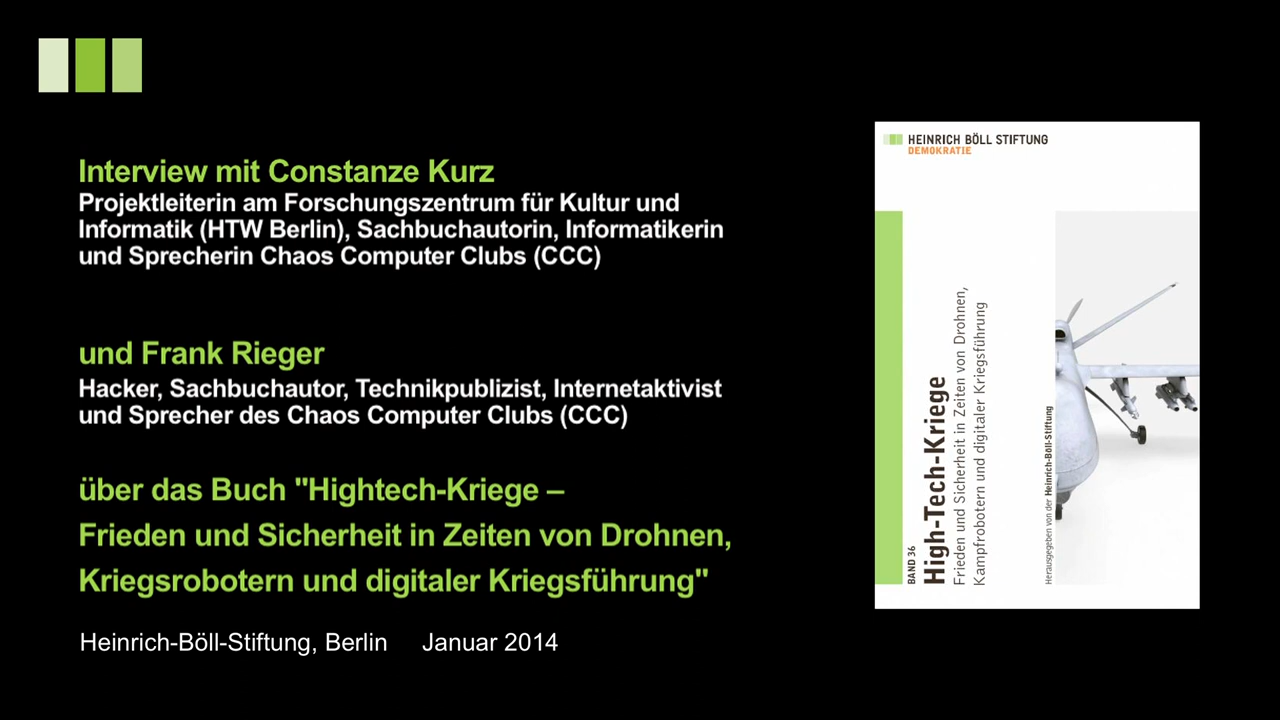 Interview mit Constanze Kurz
Projektleiterin am Forschungszentrum für Kultur und
Informatik (HTW Berlin), Sachbuchautorin, Informatikerin
und Sprecherin Chaos Computer Clubs (CCC)
und Frank Rieger
Hacker, Sachbuchautor, Technikpublizist, Internetaktivist
und Sprecher des Chaos Computer Clubs (CCC)
über das Buch "Hightech-Kriege –
Frieden und Sicherheit in Zeiten von Drohnen,
Kriegsrobotern und digitaler Kriegsführung"
Heinrich-Böll-Stiftung, Berlin Januar 2014
HEINRICH BÖLL STIFTUNG
DEMOKRATIE
BAND 36
High-Tech-Kriege
Frieden und Sicherheit in Zeiten von Drohnen,
Kampfrobotern und digitaler Kriegsführung
Herausgegeben von der Heinrich-Böll-Stiftung